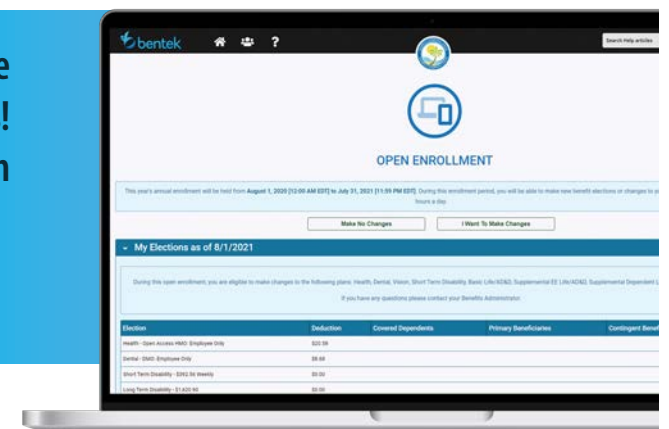 e
!
n
bentek
?
Search Help articles
OPEN ENROLLMENT
This year's annual enrollment will be held from August 1, 2020 [12:00 AM EDT] to July 31, 2021 [11:59 PM EDT]. During this enrollment period, you will be able to make new benefit elections or changes to yo
hours a day.
Make No Changes
I Want To Make Changes
My Elections as of 8/1/2021
During this open enrollment, you are eligible to make changes to the following plans: Health, Dental, Vision, Short Term Disability, Basic Life/AD&D, Supplemental EE Life/AD&D, Supplemental Dependent L
If you have any questions please contact your Benefits Administrator.
Election Deduction Covered Dependents Primary Beneficiaries Contingent Benef
Health - Open Access HMO: Employee Only $20.58
Dental - DMO: Employee Only $8.68
Short Term Disability - Weekly $0.00
Long Term Disability - $0.00